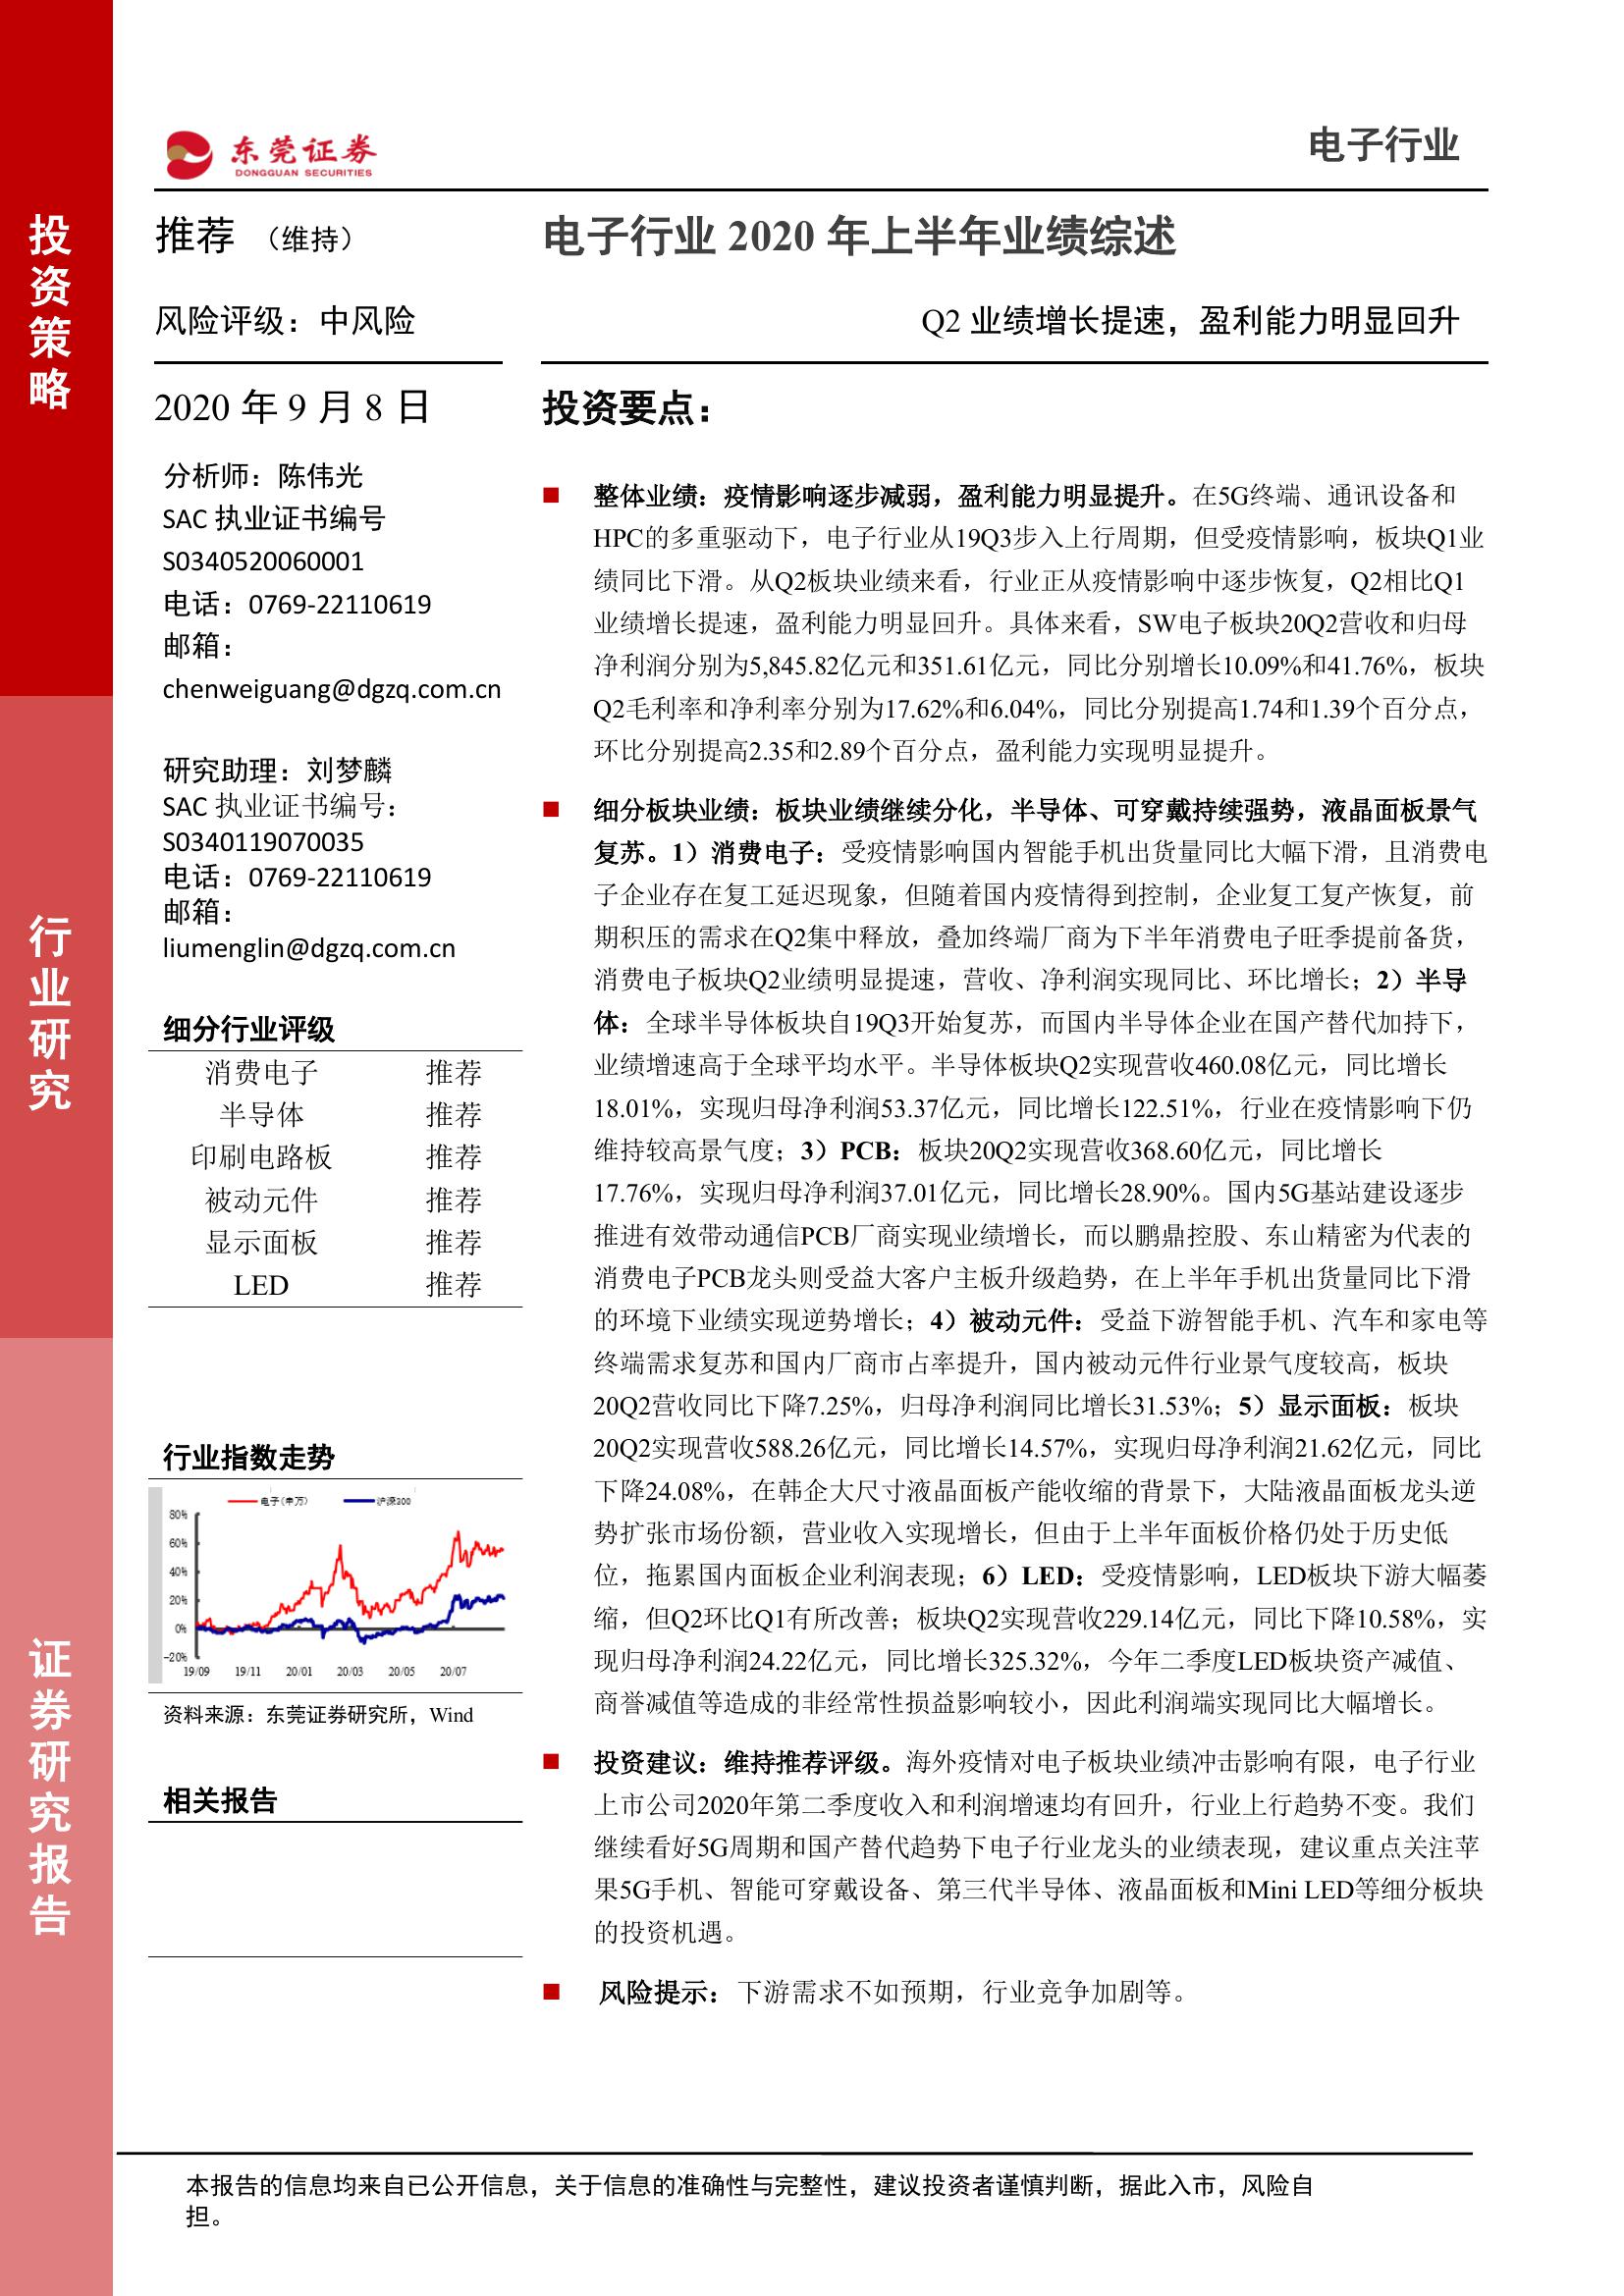 投资策略
行业研究
证券研究报告
东莞证券
DONGGUAN SECURITIES
电子行业
推荐 （维持）
风险评级：中风险
2020 年 9 月 8 日
分析师：陈伟光
SAC 执业证书编号
S0340520060001
电话：0769-22110619
邮箱：
chenweiguang@dgzq.com.cn
研究助理：刘梦麟
SAC 执业证书编号：
S0340119070035
电话：0769-22110619
邮箱：
liumenglin@dgzq.com.cn
细分行业评级
消费电子 推荐
半导体 推荐
印刷电路板 推荐
被动元件 推荐
显示面板 推荐
LED 推荐
行业指数走势
电子(申万) 沪深300
80%
60%
40%
20%
0%
-20%
19/09 19/11 20/01 20/03 20/05 20/07
资料来源：东莞证券研究所，Wind
相关报告
电子行业 2020 年上半年业绩综述
Q2 业绩增长提速，盈利能力明显回升
投资要点：
整体业绩：疫情影响逐步减弱，盈利能力明显提升。在5G终端、通讯设备和
HPC的多重驱动下，电子行业从19Q3步入上行周期，但受疫情影响，板块Q1业
绩同比下滑。从Q2板块业绩来看，行业正从疫情影响中逐步恢复，Q2相比Q1
业绩增长提速，盈利能力明显回升。具体来看，SW电子板块20Q2营收和归母
净利润分别为5,845.82亿元和351.61亿元，同比分别增长10.09%和41.76%，板块
Q2毛利率和净利率分别为17.62%和6.04%，同比分别提高1.74和1.39个百分点，
环比分别提高2.35和2.89个百分点，盈利能力实现明显提升。
细分板块业绩：板块业绩继续分化，半导体、可穿戴持续强势，液晶面板景气
复苏。1）消费电子：受疫情影响国内智能手机出货量同比大幅下滑，且消费电
子企业存在复工延迟现象，但随着国内疫情得到控制，企业复工复产恢复，前
期积压的需求在Q2集中释放，叠加终端厂商为下半年消费电子旺季提前备货，
消费电子板块Q2业绩明显提速，营收、净利润实现同比、环比增长；2）半导
体：全球半导体板块自19Q3开始复苏，而国内半导体企业在国产替代加持下，
业绩增速高于全球平均水平。半导体板块Q2实现营收460.08亿元，同比增长
18.01%，实现归母净利润53.37亿元，同比增长122.51%，行业在疫情影响下仍
维持较高景气度；3）PCB：板块20Q2实现营收368.60亿元，同比增长
17.76%，实现归母净利润37.01亿元，同比增长28.90%。国内5G基站建设逐步
推进有效带动通信PCB厂商实现业绩增长，而以鹏鼎控股、东山精密为代表的
消费电子PCB龙头则受益大客户主板升级趋势，在上半年手机出货量同比下滑
的环境下业绩实现逆势增长；4）被动元件：受益下游智能手机、汽车和家电等
终端需求复苏和国内厂商市占率提升，国内被动元件行业景气度较高，板块
20Q2营收同比下降7.25%，归母净利润同比增长31.53%；5）显示面板：板块
20Q2实现营收588.26亿元，同比增长14.57%，实现归母净利润21.62亿元，同比
下降24.08%，在韩企大尺寸液晶面板产能收缩的背景下，大陆液晶面板龙头逆
势扩张市场份额，营业收入实现增长，但由于上半年面板价格仍处于历史低
位，拖累国内面板企业利润表现；6）LED：受疫情影响，LED板块下游大幅萎
缩，但Q2环比Q1有所改善；板块Q2实现营收229.14亿元，同比下降10.58%，实
现归母净利润24.22亿元，同比增长325.32%，今年二季度LED板块资产减值、
商誉减值等造成的非经常性损益影响较小，因此利润端实现同比大幅增长。
投资建议：维持推荐评级。海外疫情对电子板块业绩冲击影响有限，电子行业
上市公司2020年第二季度收入和利润增速均有回升，行业上行趋势不变。我们
继续看好5G周期和国产替代趋势下电子行业龙头的业绩表现，建议重点关注苹
果5G手机、智能可穿戴设备、第三代半导体、液晶面板和Mini LED等细分板块
的投资机遇。
风险提示：下游需求不如预期，行业竞争加剧等。
本报告的信息均来自已公开信息，关于信息的准确性与完整性，建议投资者谨慎判断，据此入市，风险自
担。